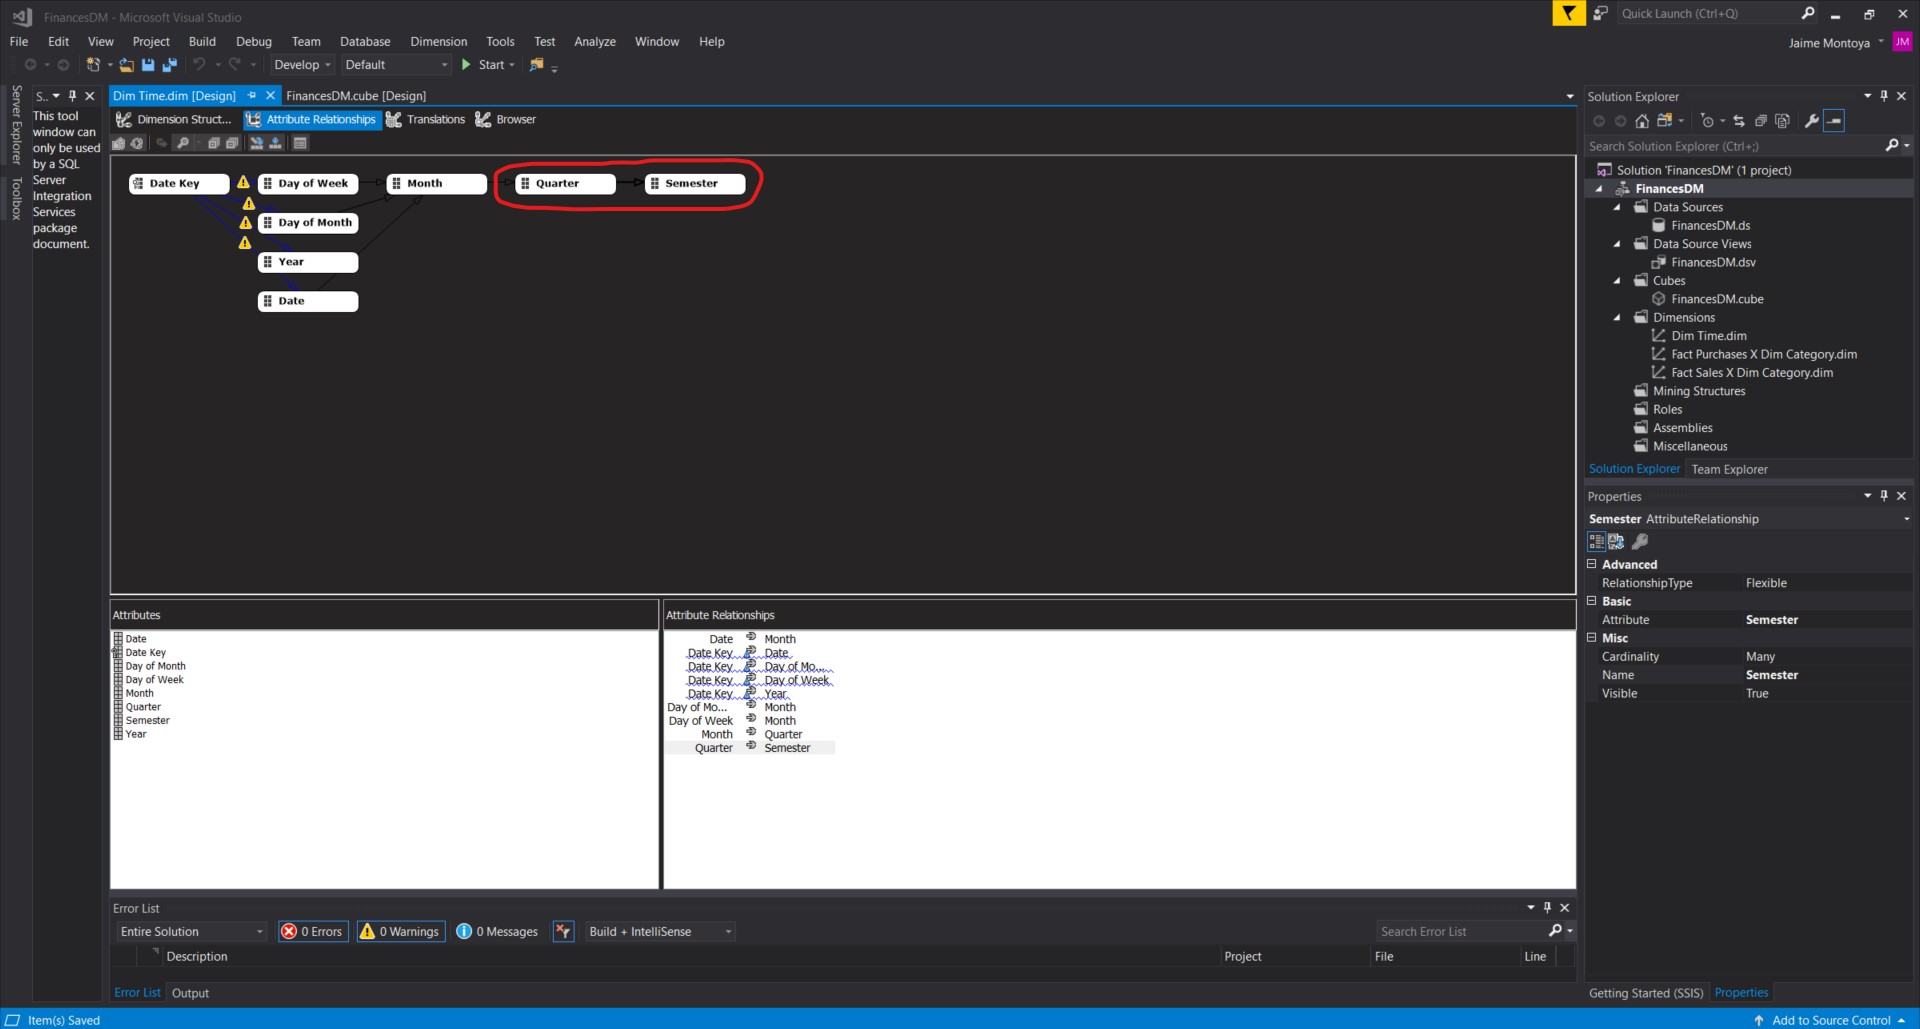 FinancesDM - Microsoft Visual Studio
Quick Launch (Ctrl+Q)
File Edit View Project Build Debug Team Database Dimension Tools Test Analyze Window Help
Jaime Montoya JM
Develop Default Start
Server Explorer
Toolbox
S..
This tool
window can
only be used
by a SQL
Server
Integration
Services
package
document.
Dim Time.dim [Design] FinancesDM.cube [Design]
Dimension Struct... Attribute Relationships Translations Browser
Date Key Day of Week Month Quarter Semester
Day of Month
Year
Date
Attributes
Date
Date Key
Day of Month
Day of Week
Month
Quarter
Semester
Year
Attribute Relationships
Date Month
Date Key Date
Date Key Day of Mo...
Date Key Day of Week
Date Key Year
Day of Mo... Month
Day of Week Month
Month Quarter
Quarter Semester
Error List
Entire Solution 0 Errors 0 Warnings 0 Messages Build + IntelliSense Search Error List
Description Project File Line
Error List Output
Solution Explorer
Search Solution Explorer (Ctrl+;)
Solution 'FinancesDM' (1 project)
FinancesDM
Data Sources
FinancesDM.ds
Data Source Views
FinancesDM.dsv
Cubes
FinancesDM.cube
Dimensions
Dim Time.dim
Fact Purchases X Dim Category.dim
Fact Sales X Dim Category.dim
Mining Structures
Roles
Assemblies
Miscellaneous
Solution Explorer Team Explorer
Properties
Semester AttributeRelationship
Advanced
RelationshipType Flexible
Basic
Attribute Semester
Misc
Cardinality Many
Name Semester
Visible True
Getting Started (SSIS) Properties
Item(s) Saved
Add to Source Control